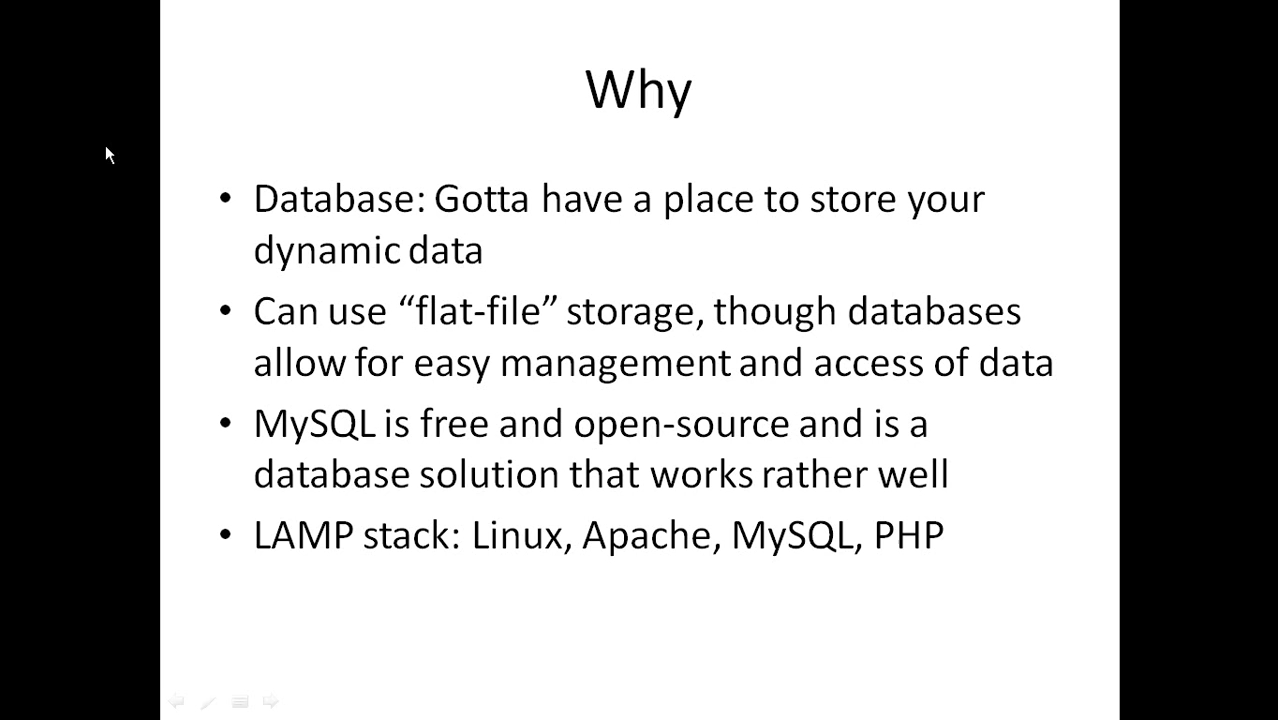 Why
• Database: Gotta have a place to store your
dynamic data
• Can use “flat-file” storage, though databases
allow for easy management and access of data
• MySQL is free and open-source and is a
database solution that works rather well
• LAMP stack: Linux, Apache, MySQL, PHP